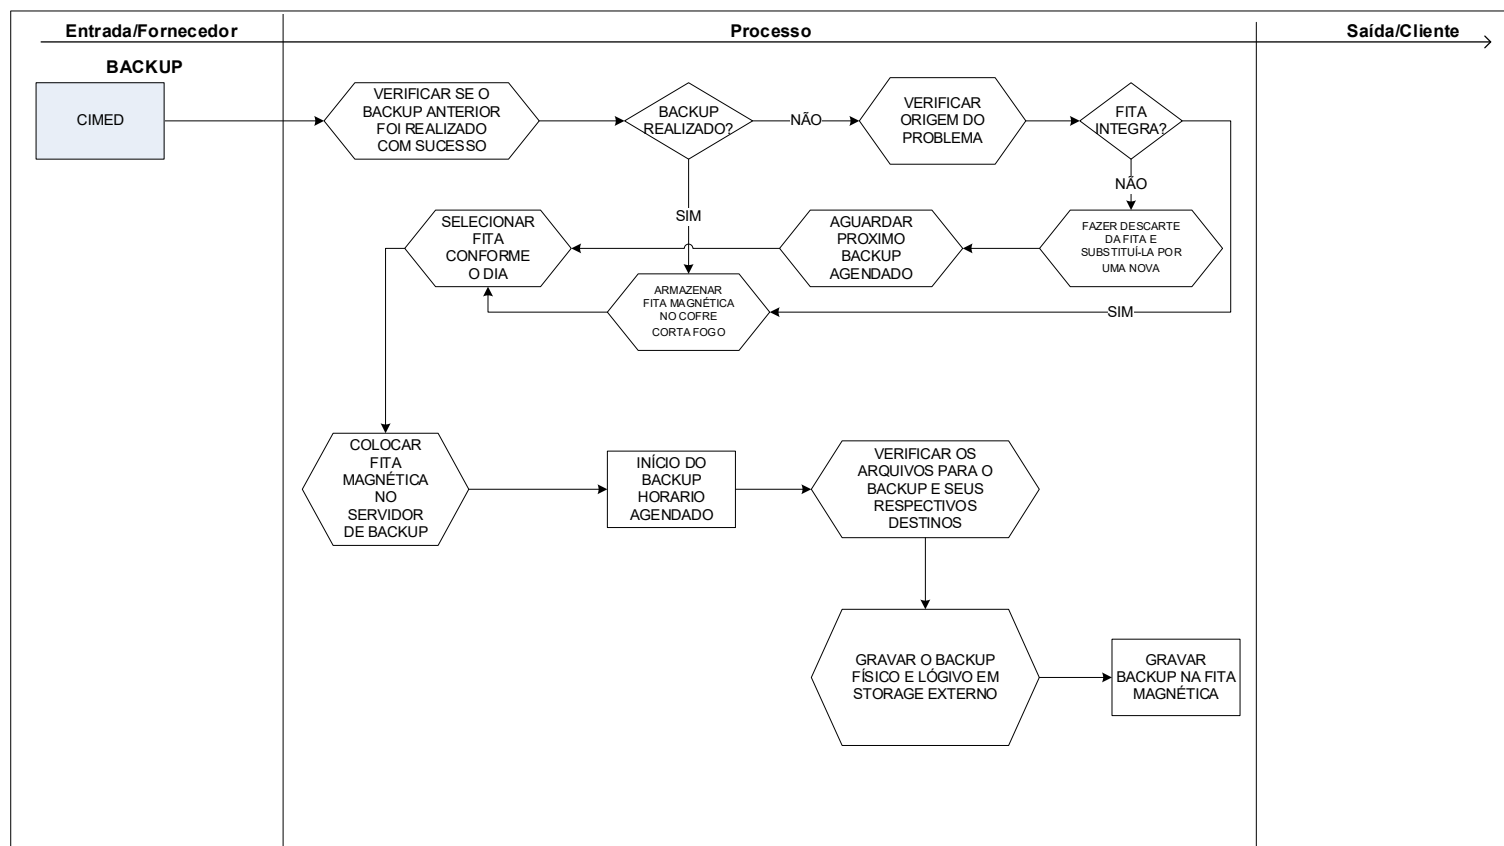 Entrada/Fornecedor
Processo
Saída/Cliente
BACKUP
CIMED
VERIFICAR SE O
BACKUP ANTERIOR
FOI REALIZADO
COM SUCESSO
BACKUP
REALIZADO?
NÃO
VERIFICAR
ORIGEM DO
PROBLEMA
FITA
INTEGRA?
NÃO
SIM
SELECIONAR
FITA
CONFORME
O DIA
AGUARDAR
PROXIMO
BACKUP
AGENDADO
FAZER DESCARTE
DA FITA E
SUBSTITUÍ-LA POR
UMA NOVA
ARMAZENAR
FITA MAGNÉTICA
NO COFRE
CORTA FOGO
SIM
COLOCAR
FITA
MAGNÉTICA
NO
SERVIDOR
DE BACKUP
INÍCIO DO
BACKUP
HORARIO
AGENDADO
VERIFICAR OS
ARQUIVOS PARA O
BACKUP E SEUS
RESPECTIVOS
DESTINOS
GRAVAR O BACKUP
FÍSICO E LÓGIVO EM
STORAGE EXTERNO
GRAVAR
BACKUP NA FITA
MAGNÉTICA